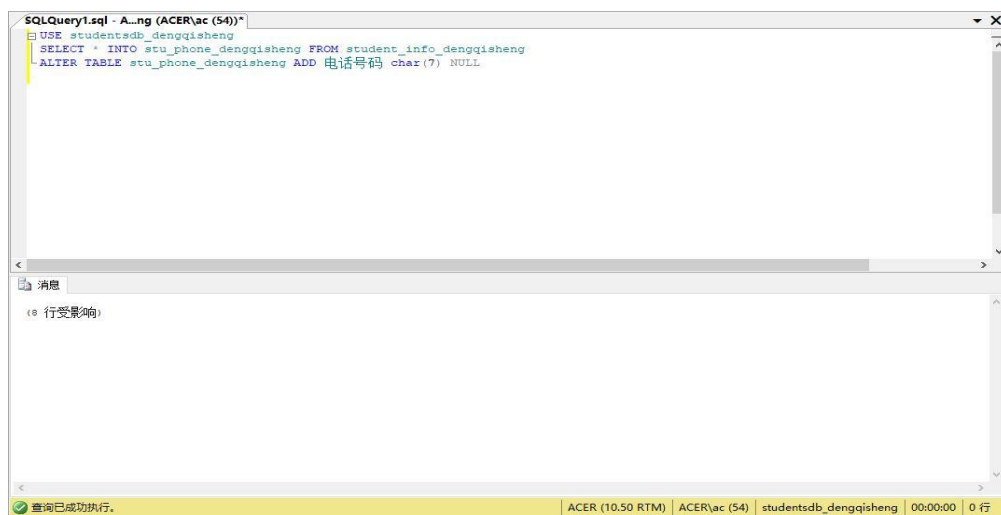 SQLQuery1.sql - A...ng (ACER\ac (54))*
USE studentsdb_dengqisheng
SELECT * INTO stu_phone_dengqisheng FROM student_info_dengqisheng
ALTER TABLE stu_phone_dengqisheng ADD 电话号码 char(7) NULL
消息
(8 行受影响)
查询已成功执行。 ACER (10.50 RTM) ACER\ac (54) studentsdb_dengqisheng 00:00:00 0 行